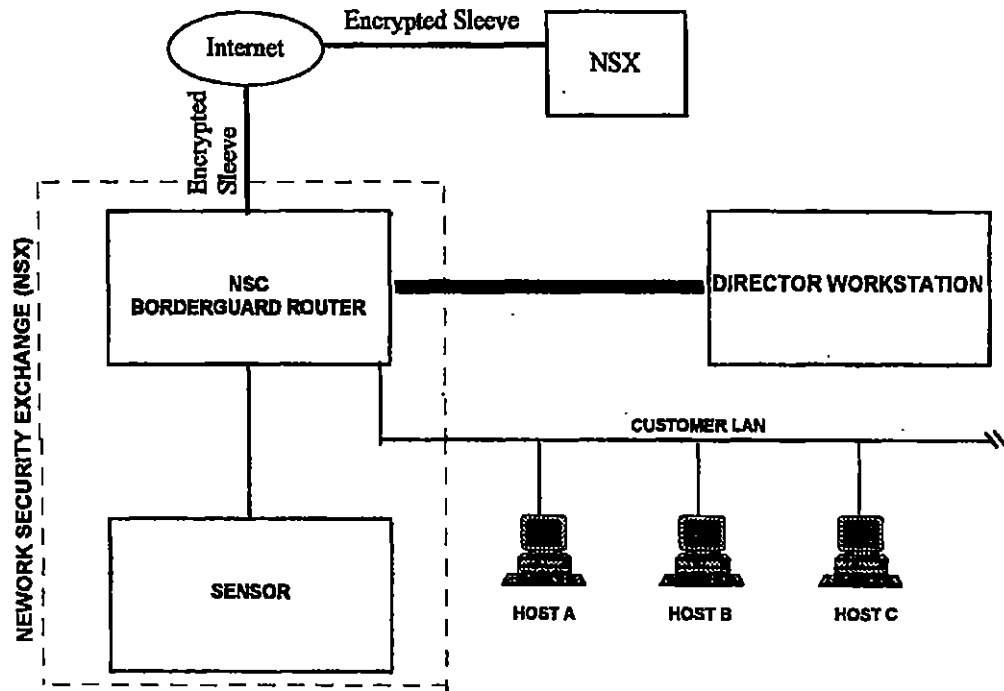 Encrypted Sleeve
Internet
NSX
Encrypted
Sleeve
NSC
BORDERGUARD ROUTER
DIRECTOR WORKSTATION
NEWORK SECURITY EXCHANGE (NSX)
CUSTOMER LAN
SENSOR
HOST A
HOST B
HOST C